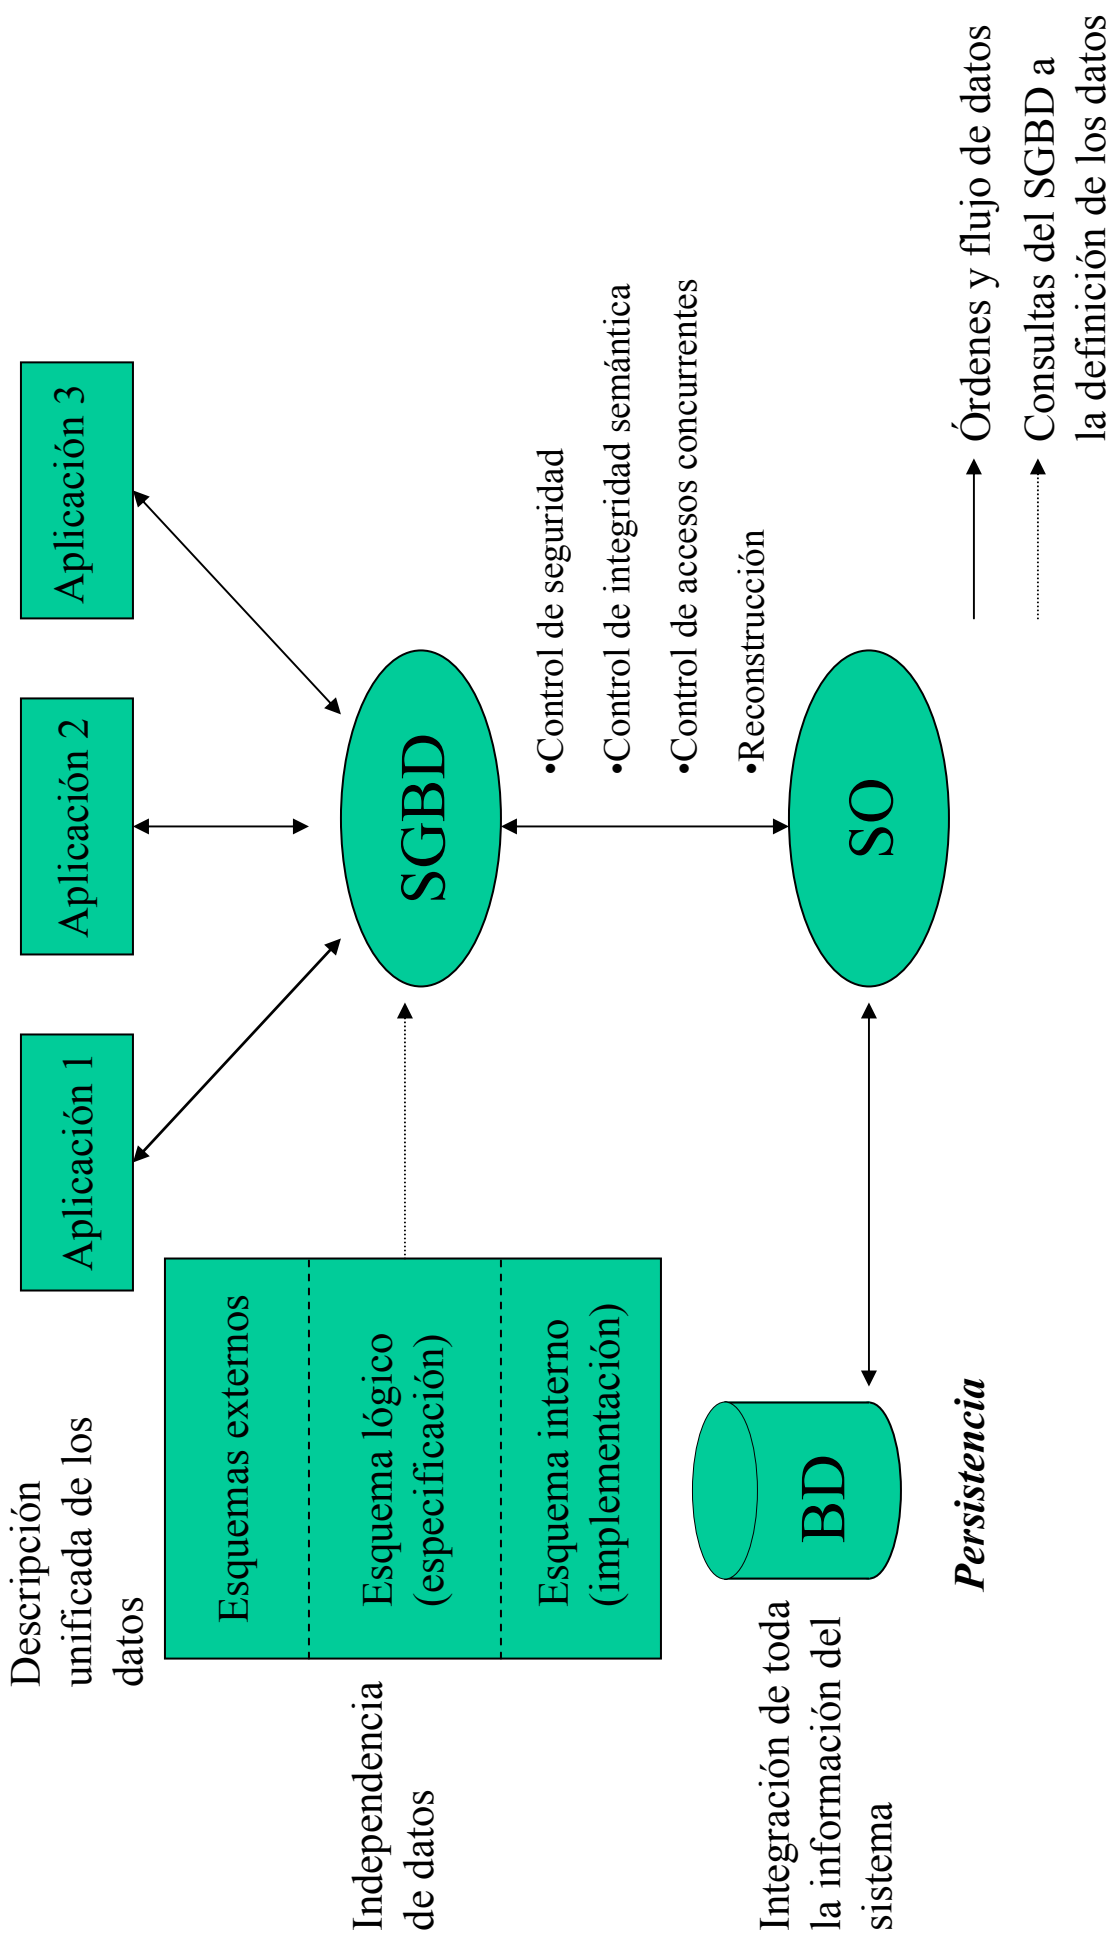 Descripción
unificada de los
datos
Aplicación 1
Aplicación 2
Aplicación 3
Esquemas externos
Independencia
de datos
Esquema lógico
(especificación)
SGBD
Esquema interno
(implementación)
•Control de seguridad
•Control de integridad semántica
•Control de accesos concurrentes
•Reconstrucción
Integración de toda
la información del
sistema
BD
SO
Persistencia
Órdenes y flujo de datos
Consultas del SGBD a
la definición de los datos